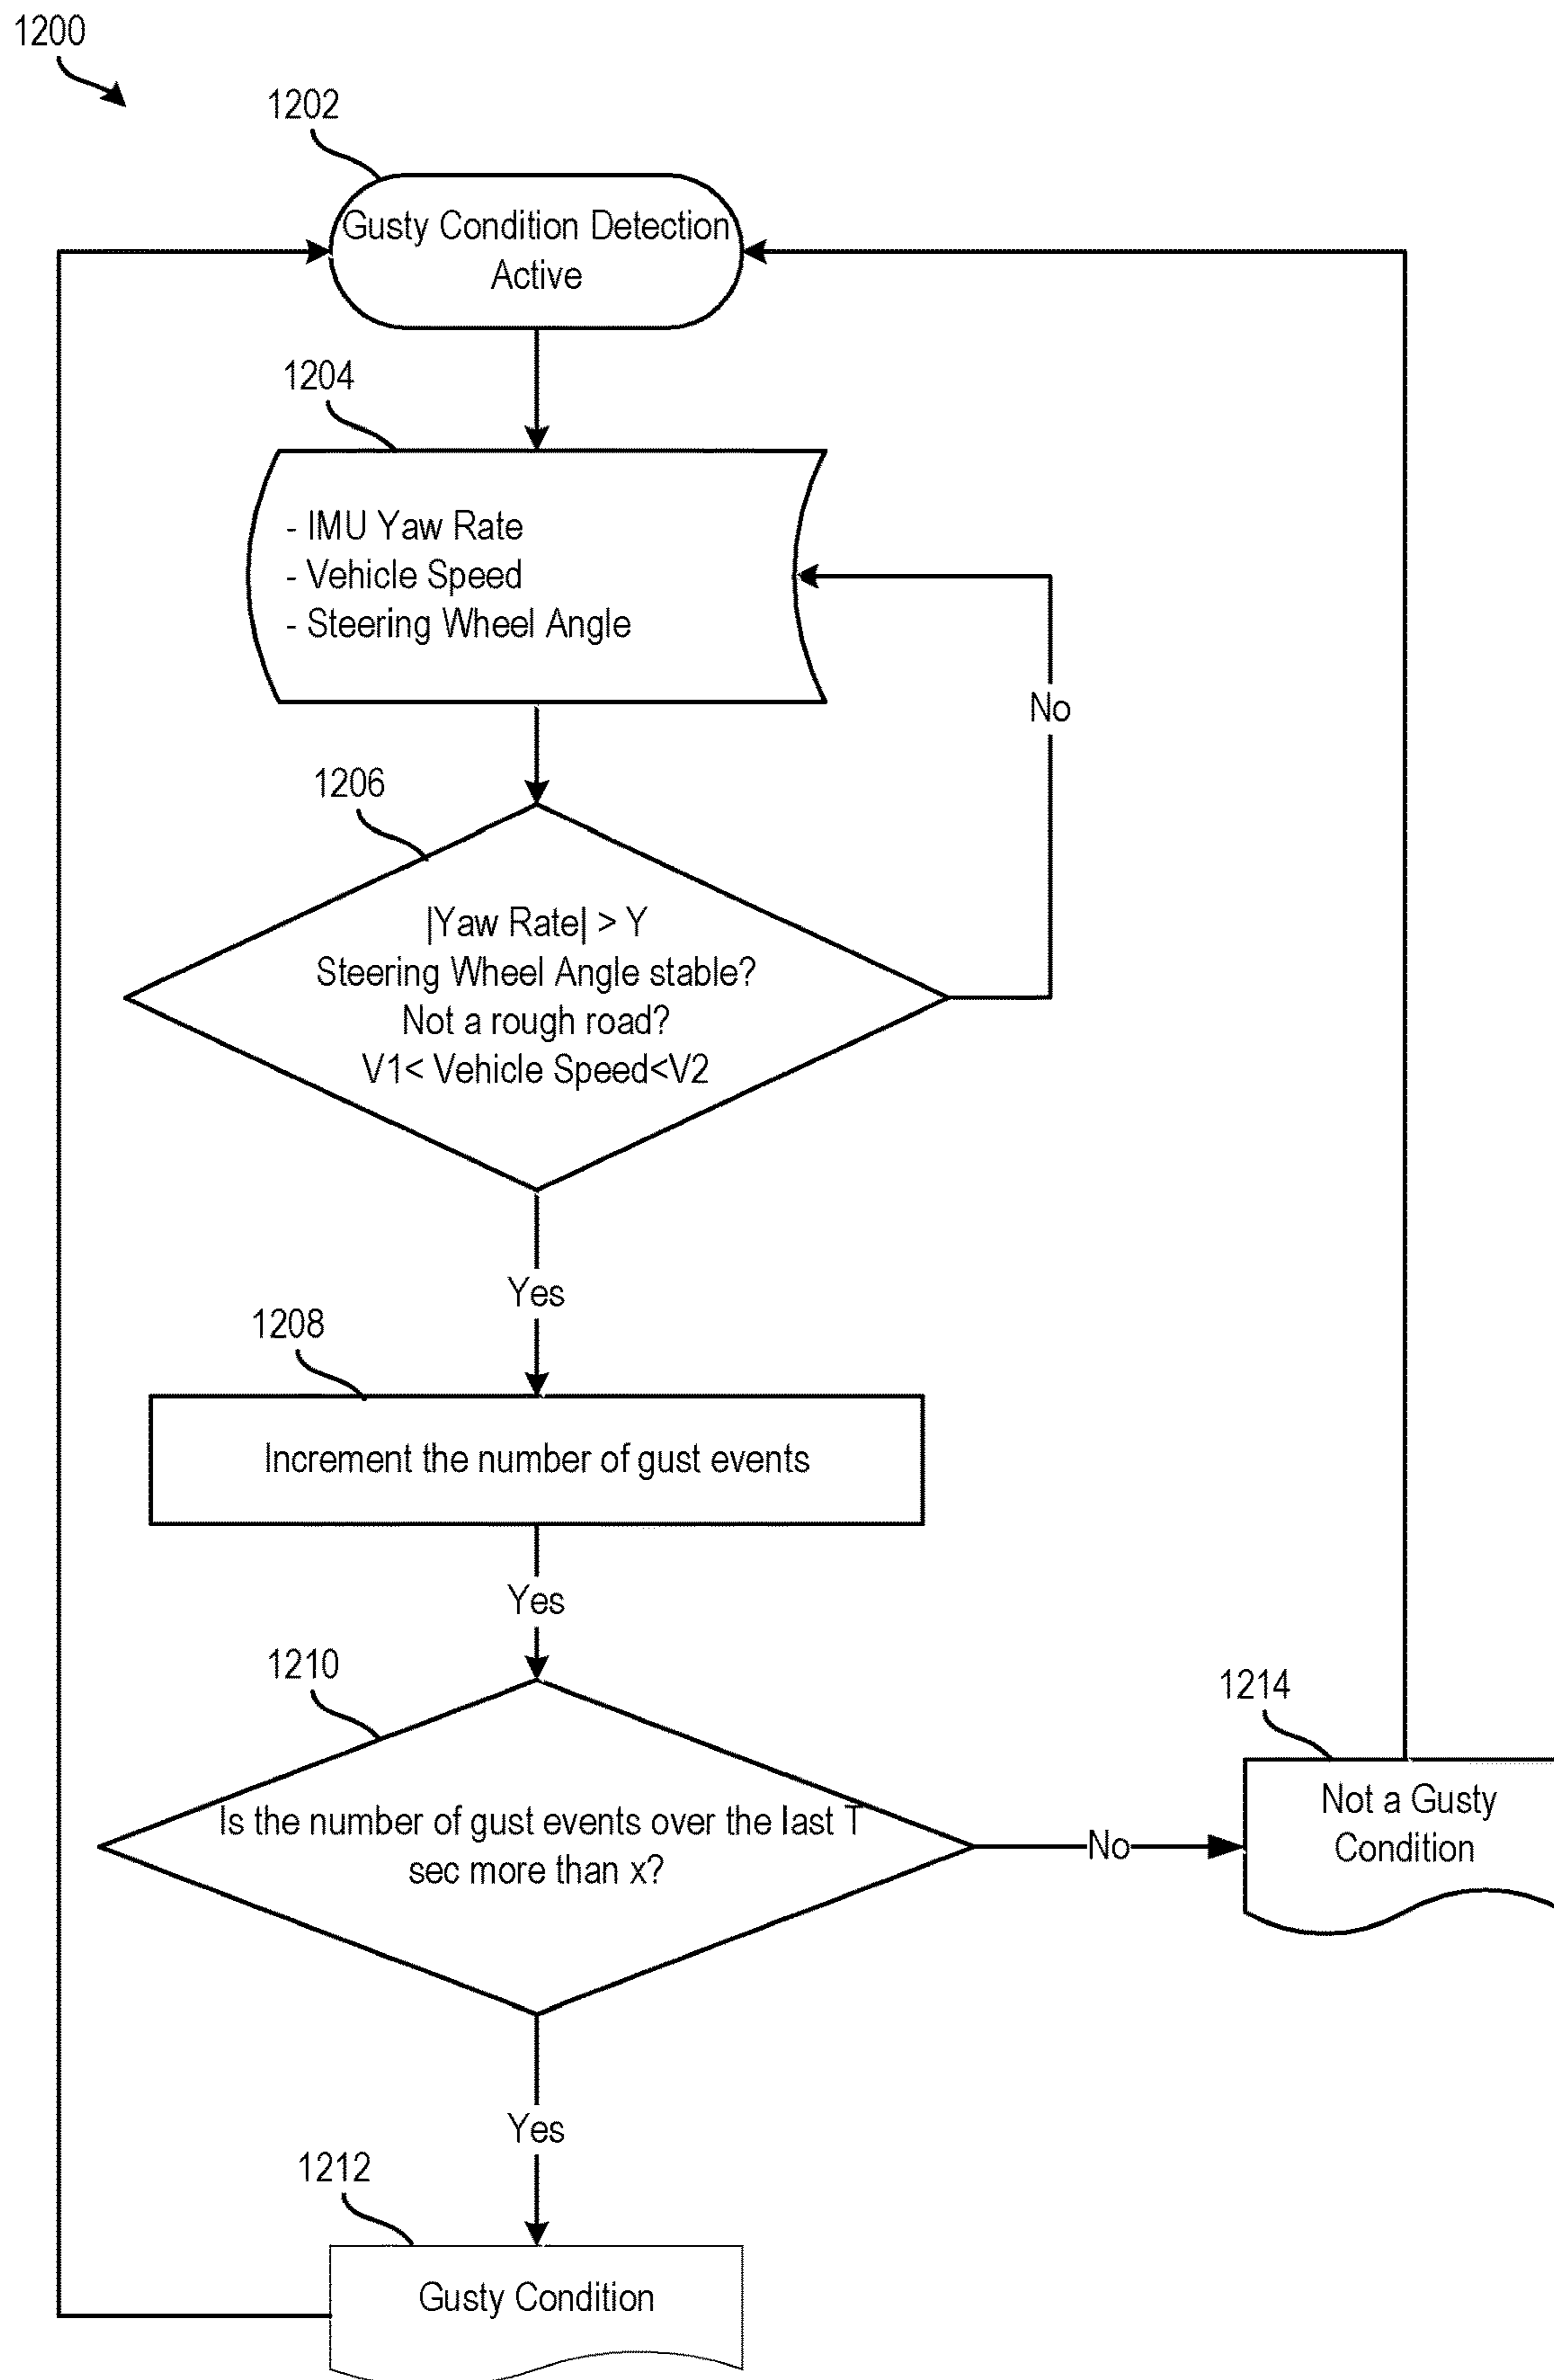 1200
1202
Gusty Condition Detection
Active
1204
- IMU Yaw Rate
- Vehicle Speed
- Steering Wheel Angle
No
1206
|Yaw Rate| > Y
Steering Wheel Angle stable?
Not a rough road?
V1< Vehicle Speed<V2
Yes
1208
Increment the number of gust events
Yes
1210
Is the number of gust events over the last T
sec more than x?
No
1214
Not a Gusty
Condition
Yes
1212
Gusty Condition